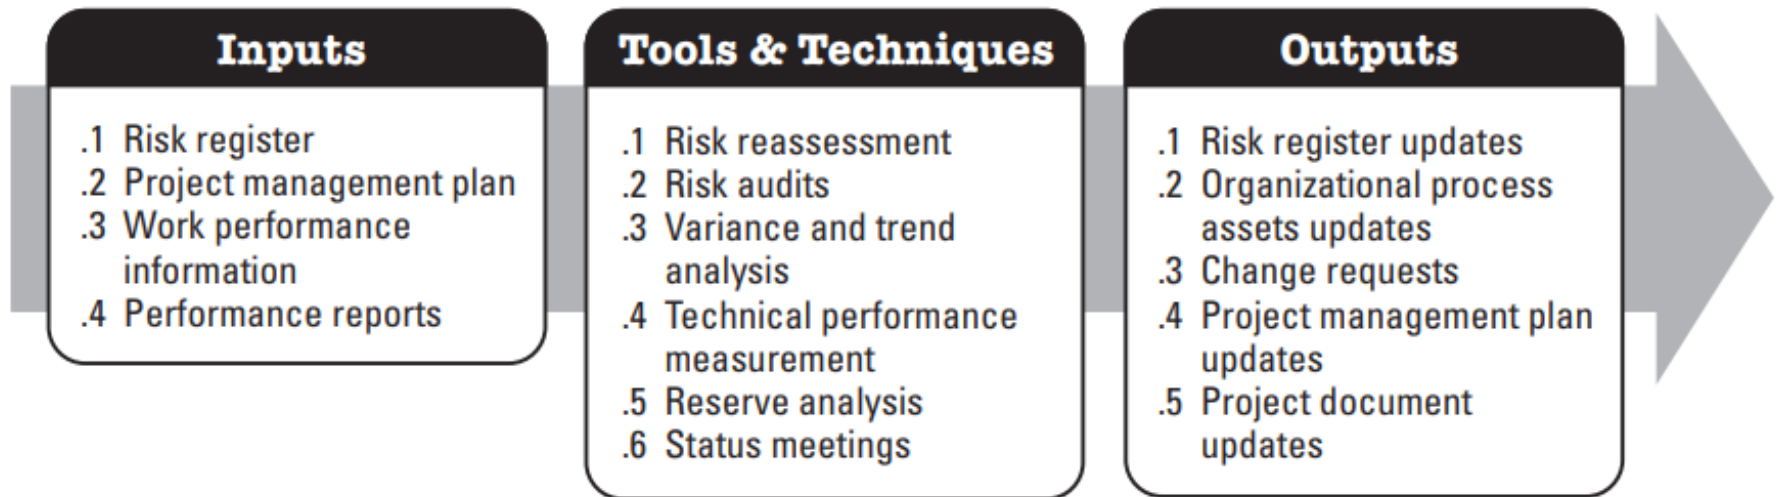 Inputs
.1 Risk register
.2 Project management plan
.3 Work performance
information
.4 Performance reports
Tools & Techniques
.1 Risk reassessment
.2 Risk audits
.3 Variance and trend
analysis
.4 Technical performance
measurement
.5 Reserve analysis
.6 Status meetings
Outputs
.1 Risk register updates
.2 Organizational process
assets updates
.3 Change requests
.4 Project management plan
updates
.5 Project document
updates